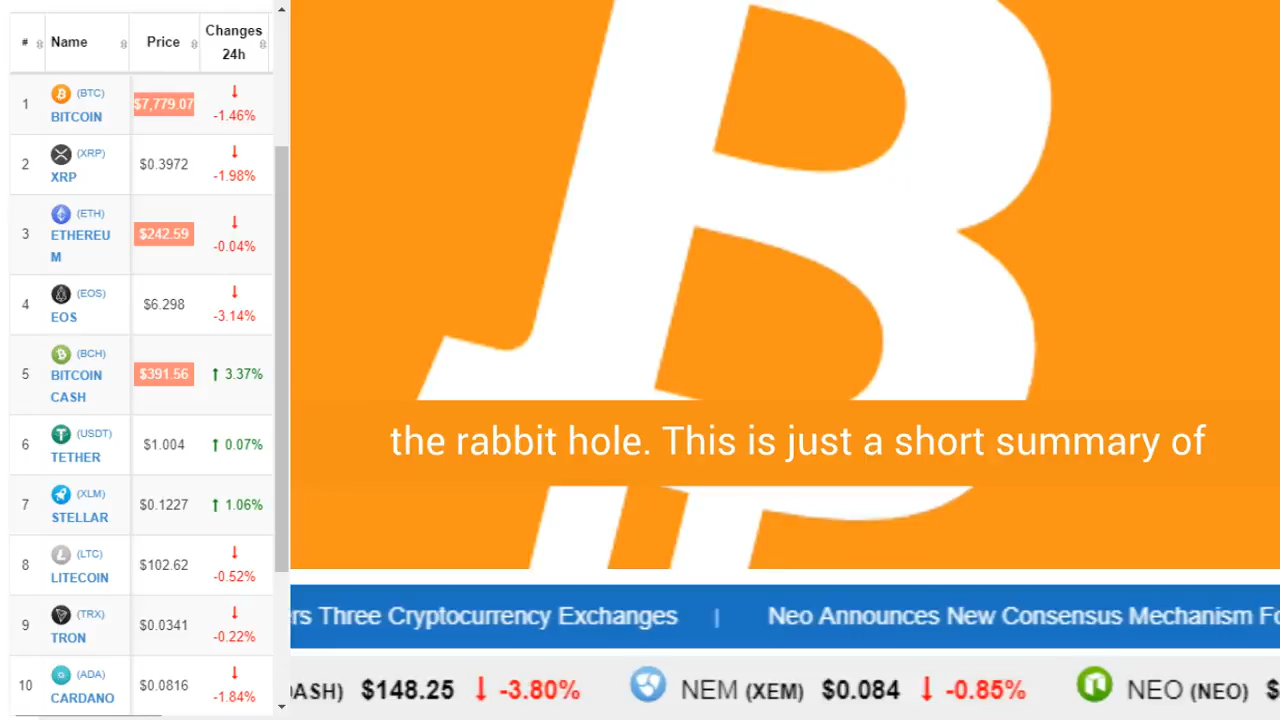 # Name Price Changes 24h
1 (BTC) BITCOIN $7,779.07 -1.46%
2 (XRP) XRP $0.3972 -1.98%
3 (ETH) ETHEREUM $242.59 -0.04%
4 (EOS) EOS $6.298 -3.14%
5 (BCH) BITCOIN CASH $391.56 3.37%
6 (USDT) TETHER $1.004 0.07%
7 (XLM) STELLAR $0.1227 1.06%
8 (LTC) LITECOIN $102.62 -0.52%
9 (TRX) TRON $0.0341 -0.22%
10 (ADA) CARDANO $0.0816 -1.84%
the rabbit hole. This is just a short summary of
Three Cryptocurrency Exchanges | Neo Announces New Consensus Mechanism
$148.25 -3.80% NEM (XEM) $0.084 -0.85% NEO (NEO) $